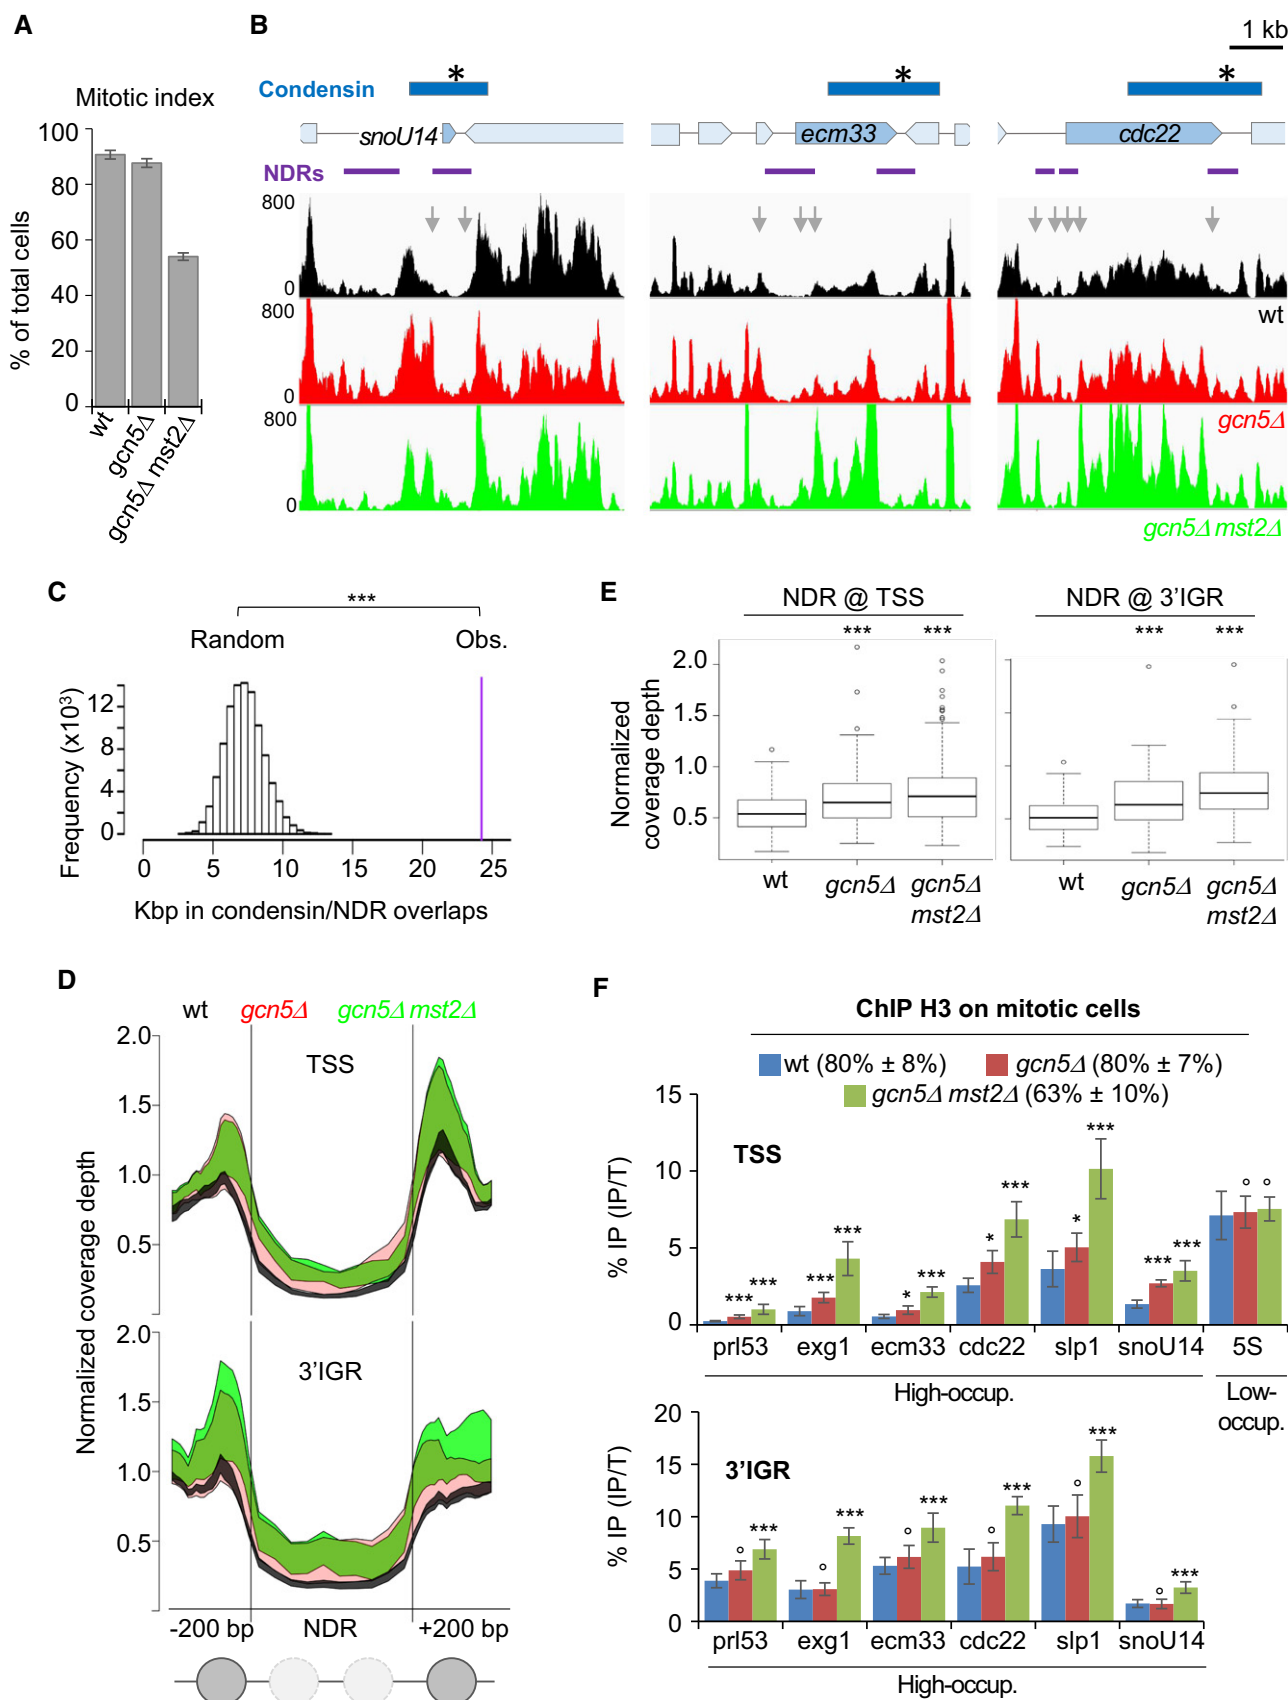 A
Mitotic index
% of total cells
100
80
60
40
20
0
wt
gcn5Δ
gcn5Δ mst2Δ
B
1 kb
Condensin
*
*
*
snoU14
ecm33
cdc22
NDRs
800
0
wt
800
0
gcn5Δ
800
0
gcn5Δ mst2Δ
C
***
Random
Obs.
Frequency (x10³)
12
8
4
0
0 5 10 15 20 25
Kbp in condensin/NDR overlaps
E
NDR @ TSS
NDR @ 3'IGR
*** ***
*** ***
Normalized
coverage depth
2.0
1.5
1.0
0.5
wt
gcn5Δ
gcn5Δ
mst2Δ
wt
gcn5Δ
gcn5Δ
mst2Δ
D
wt gcn5Δ gcn5Δ mst2Δ
Normalized coverage depth
TSS
2.0
1.5
1.0
0.5
3'IGR
2.0
1.5
1.0
0.5
-200 bp NDR +200 bp
F
ChIP H3 on mitotic cells
wt (80% ± 8%)
gcn5Δ (80% ± 7%)
gcn5Δ mst2Δ (63% ± 10%)
TSS
% IP (IP/T)
15
10
5
0
*** *** *** *** * *** * *** * *** *** *** ° °
prl53 exg1 ecm33 cdc22 slp1 snoU14 5S
High-occup.
Low-
occup.
3'IGR
% IP (IP/T)
20
15
10
5
0
° *** ° *** ° *** ° *** ° *** ° ***
prl53 exg1 ecm33 cdc22 slp1 snoU14
High-occup.